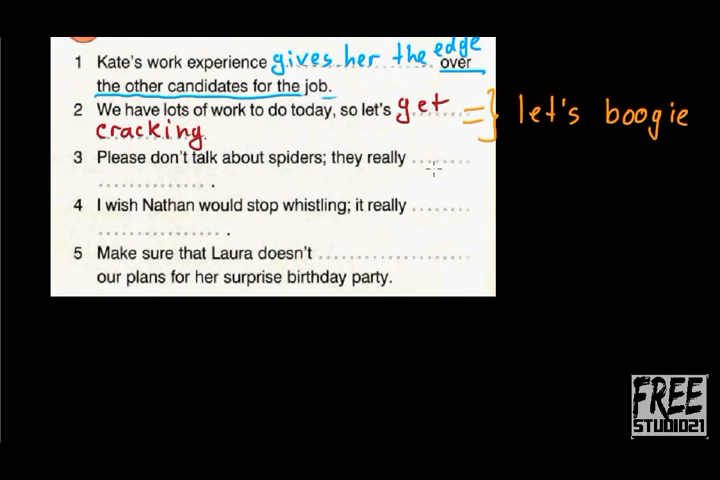 1 Kate's work experience gives her the edge over
the other candidates for the job.
2 We have lots of work to do today, so let's get = } let's boogie
cracking.
3 Please don't talk about spiders; they really ........
................. .
4 I wish Nathan would stop whistling; it really ........
................. .
5 Make sure that Laura doesn't ......................
our plans for her surprise birthday party.
FREE
STUDIO21